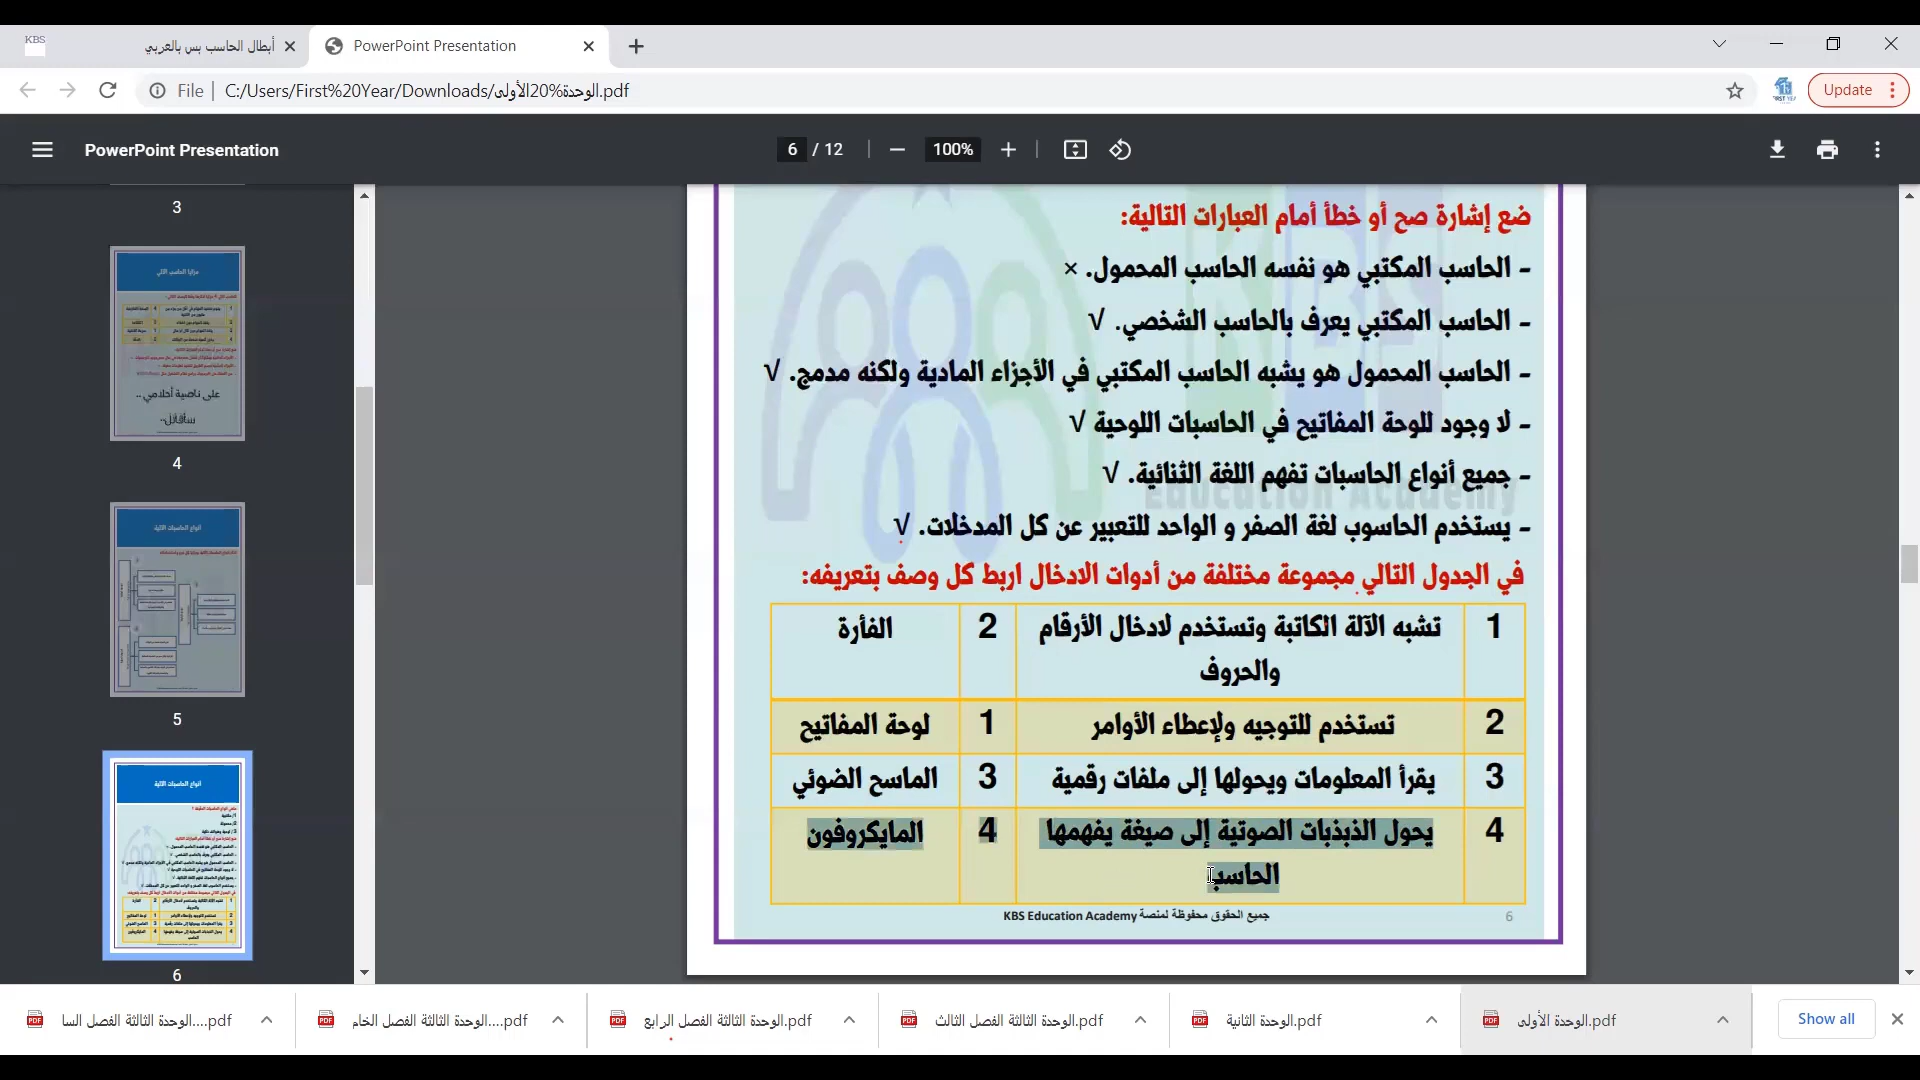 KBS أبطال الحاسب بس بالعربي
PowerPoint Presentation
File C:/Users/First%20Year/Downloads/الوحدة%20الأولى.pdf
Update
PowerPoint Presentation
6 / 12
100%
3
4
5
6
ضع إشارة صح أو خطأ أمام العبارات التالية:
- الحاسب المكتبي هو نفسه الحاسب المحمول. ×
- الحاسب المكتبي يعرف بالحاسب الشخصي. √
- الحاسب المحمول هو يشبه الحاسب المكتبي في الأجزاء المادية ولكنه مدمج. √
- لا وجود للوحة المفاتيح في الحاسبات اللوحية √
- جميع أنواع الحاسبات تفهم اللغة الثنائية. √
- يستخدم الحاسوب لغة الصفر و الواحد للتعبير عن كل المدخلات. √
في الجدول التالي مجموعة مختلفة من أدوات الادخال اربط كل وصف بتعريفه:
1 تشبه الآلة الكاتبة وتستخدم لادخال الأرقام والحروف 2 الفأرة
2 تستخدم للتوجيه ولإعطاء الأوامر 1 لوحة المفاتيح
3 يقرأ المعلومات ويحولها إلى ملفات رقمية 3 الماسح الضوئي
4 يحول الذبذبات الصوتية إلى صيغة يفهمها الحاسب 4 المايكروفون
جميع الحقوق محفوظة لمنصة KBS Education Academy
6
الوحدة الثالثة الفصل السا....pdf
الوحدة الثالثة الفصل الخام....pdf
الوحدة الثالثة الفصل الرابع.pdf
الوحدة الثالثة الفصل الثالث.pdf
الوحدة الثانية.pdf
الوحدة الأولى.pdf
Show all